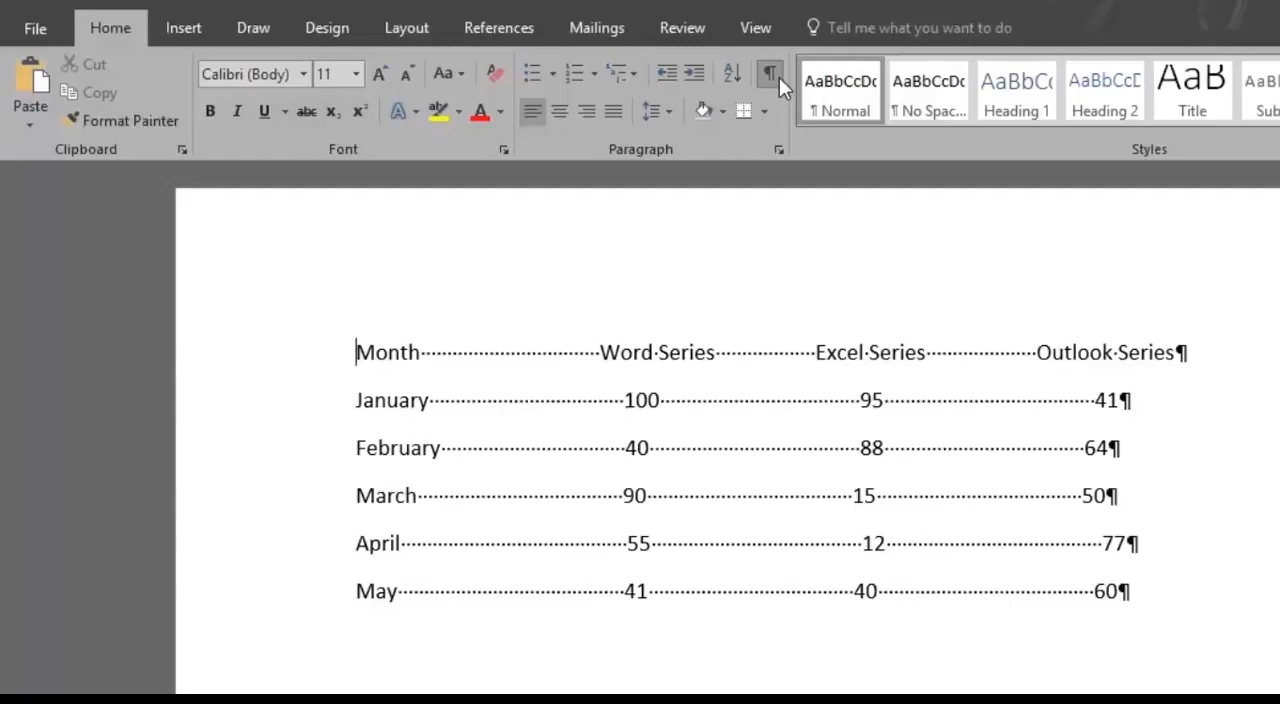 File Home Insert Draw Design Layout References Mailings Review View Tell me what you want to do
Cut
Copy
Paste
Format Painter
Clipboard
Calibri (Body) 11 Aa
B I U abc x₂ x² A A
Font
Paragraph
AaBbCcDc AaBbCcDc AaBbC( AaBbCcD AaB AaB
¶ Normal ¶ No Spac... Heading 1 Heading 2 Title Sub
Styles
Month Word·Series Excel·Series Outlook·Series¶
January 100 95 41¶
February 40 88 64¶
March 90 15 50¶
April 55 12 77¶
May 41 40 60¶